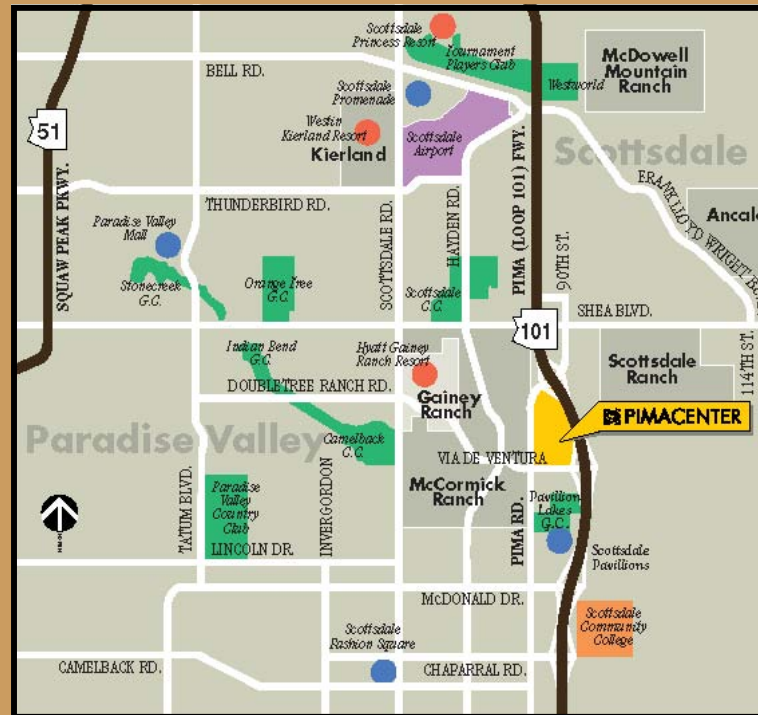 Scottsdale
Princess Resort
Tournament
Players Club
McDowell
Mountain
Ranch
BELL RD.
Westworld
Scottsdale
Promenade
51
Westin
Kierland Resort
Kierland
Scottsdale
Airport
Scottsdale
FRANK LLOYD WRIGHT
SQUAW PEAK PKWY.
THUNDERBIRD RD.
SCOTTSDALE RD.
HAYDEN RD.
PIMA (LOOP 101) FWY.
90TH ST.
Ancala
Paradise Valley
Mall
Stonecreek
G.C.
Orange Tree
G.C.
Scottsdale
C.C.
SHEA BLVD.
101
114TH ST.
Indian Bend
G.C.
Hyatt Gainey
Ranch Resort
Scottsdale
Ranch
DOUBLETREE RANCH RD.
Gainey
Ranch
PIMACENTER
Paradise Valley
Camelback
G.C.
VIA DE VENTURA
McCormick
Ranch
TATUM BLVD.
Paradise
Valley
Country
Club
INVERGORDON
PIMA RD.
Pavillion
Lakes
G.C.
LINCOLN DR.
Scottsdale
Pavillions
McDONALD DR.
Scottsdale
Community
College
Scottsdale
Rashion Square
CAMELBACK RD.
CHAPARRAL RD.